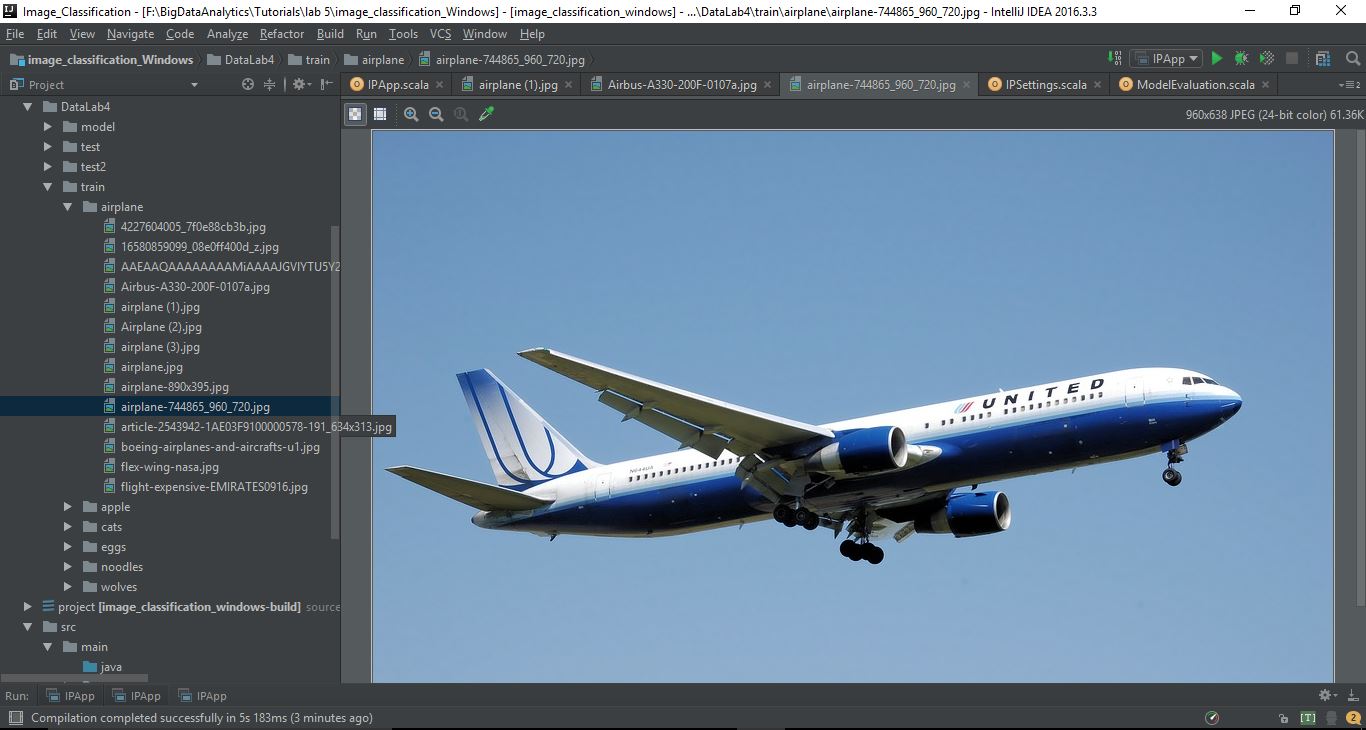 Image_Classification - [F:\BigDataAnalytics\Tutorials\lab 5\image_classification_Windows] - [image_classification_windows] - ...\DataLab4\train\airplane\airplane-744865_960_720.jpg - IntelliJ IDEA 2016.3.3
File Edit View Navigate Code Analyze Refactor Build Run Tools VCS Window Help
image_classification_Windows DataLab4 train airplane airplane-744865_960_720.jpg IPApp
Project IPApp.scala airplane (1).jpg Airbus-A330-200F-0107a.jpg airplane-744865_960_720.jpg IPSettings.scala ModelEvaluation.scala 2
960x638 JPEG (24-bit color) 61.36K
DataLab4
model
test
test2
train
airplane
4227604005_7f0e88cb3b.jpg
16580859099_08e0ff400d_z.jpg
AAEAAQAAAAAAAAMiAAAAJGVlYTU5Y2
Airbus-A330-200F-0107a.jpg
airplane (1).jpg
Airplane (2).jpg
airplane (3).jpg
airplane.jpg
airplane-890x395.jpg
airplane-744865_960_720.jpg
article-2543942-1AE03F9100000578-191_634x313.jpg
boeing-airplanes-and-aircrafts-u1.jpg
flex-wing-nasa.jpg
flight-expensive-EMIRATES0916.jpg
apple
cats
eggs
noodles
wolves
project [image_classification_windows-build] source
src
main
java
UNITED
N644UA
Run: IPApp IPApp IPApp
Compilation completed successfully in 5s 183ms (3 minutes ago) [T] 2